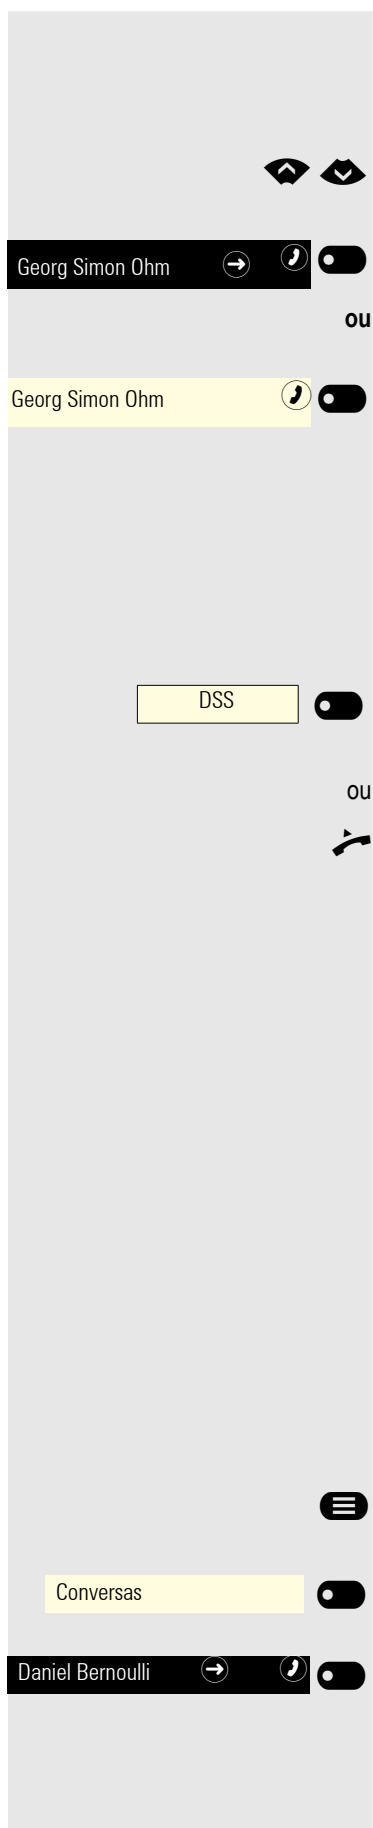 Georg Simon Ohm
ou
Georg Simon Ohm
DSS
ou
Conversas
Daniel Bernoulli